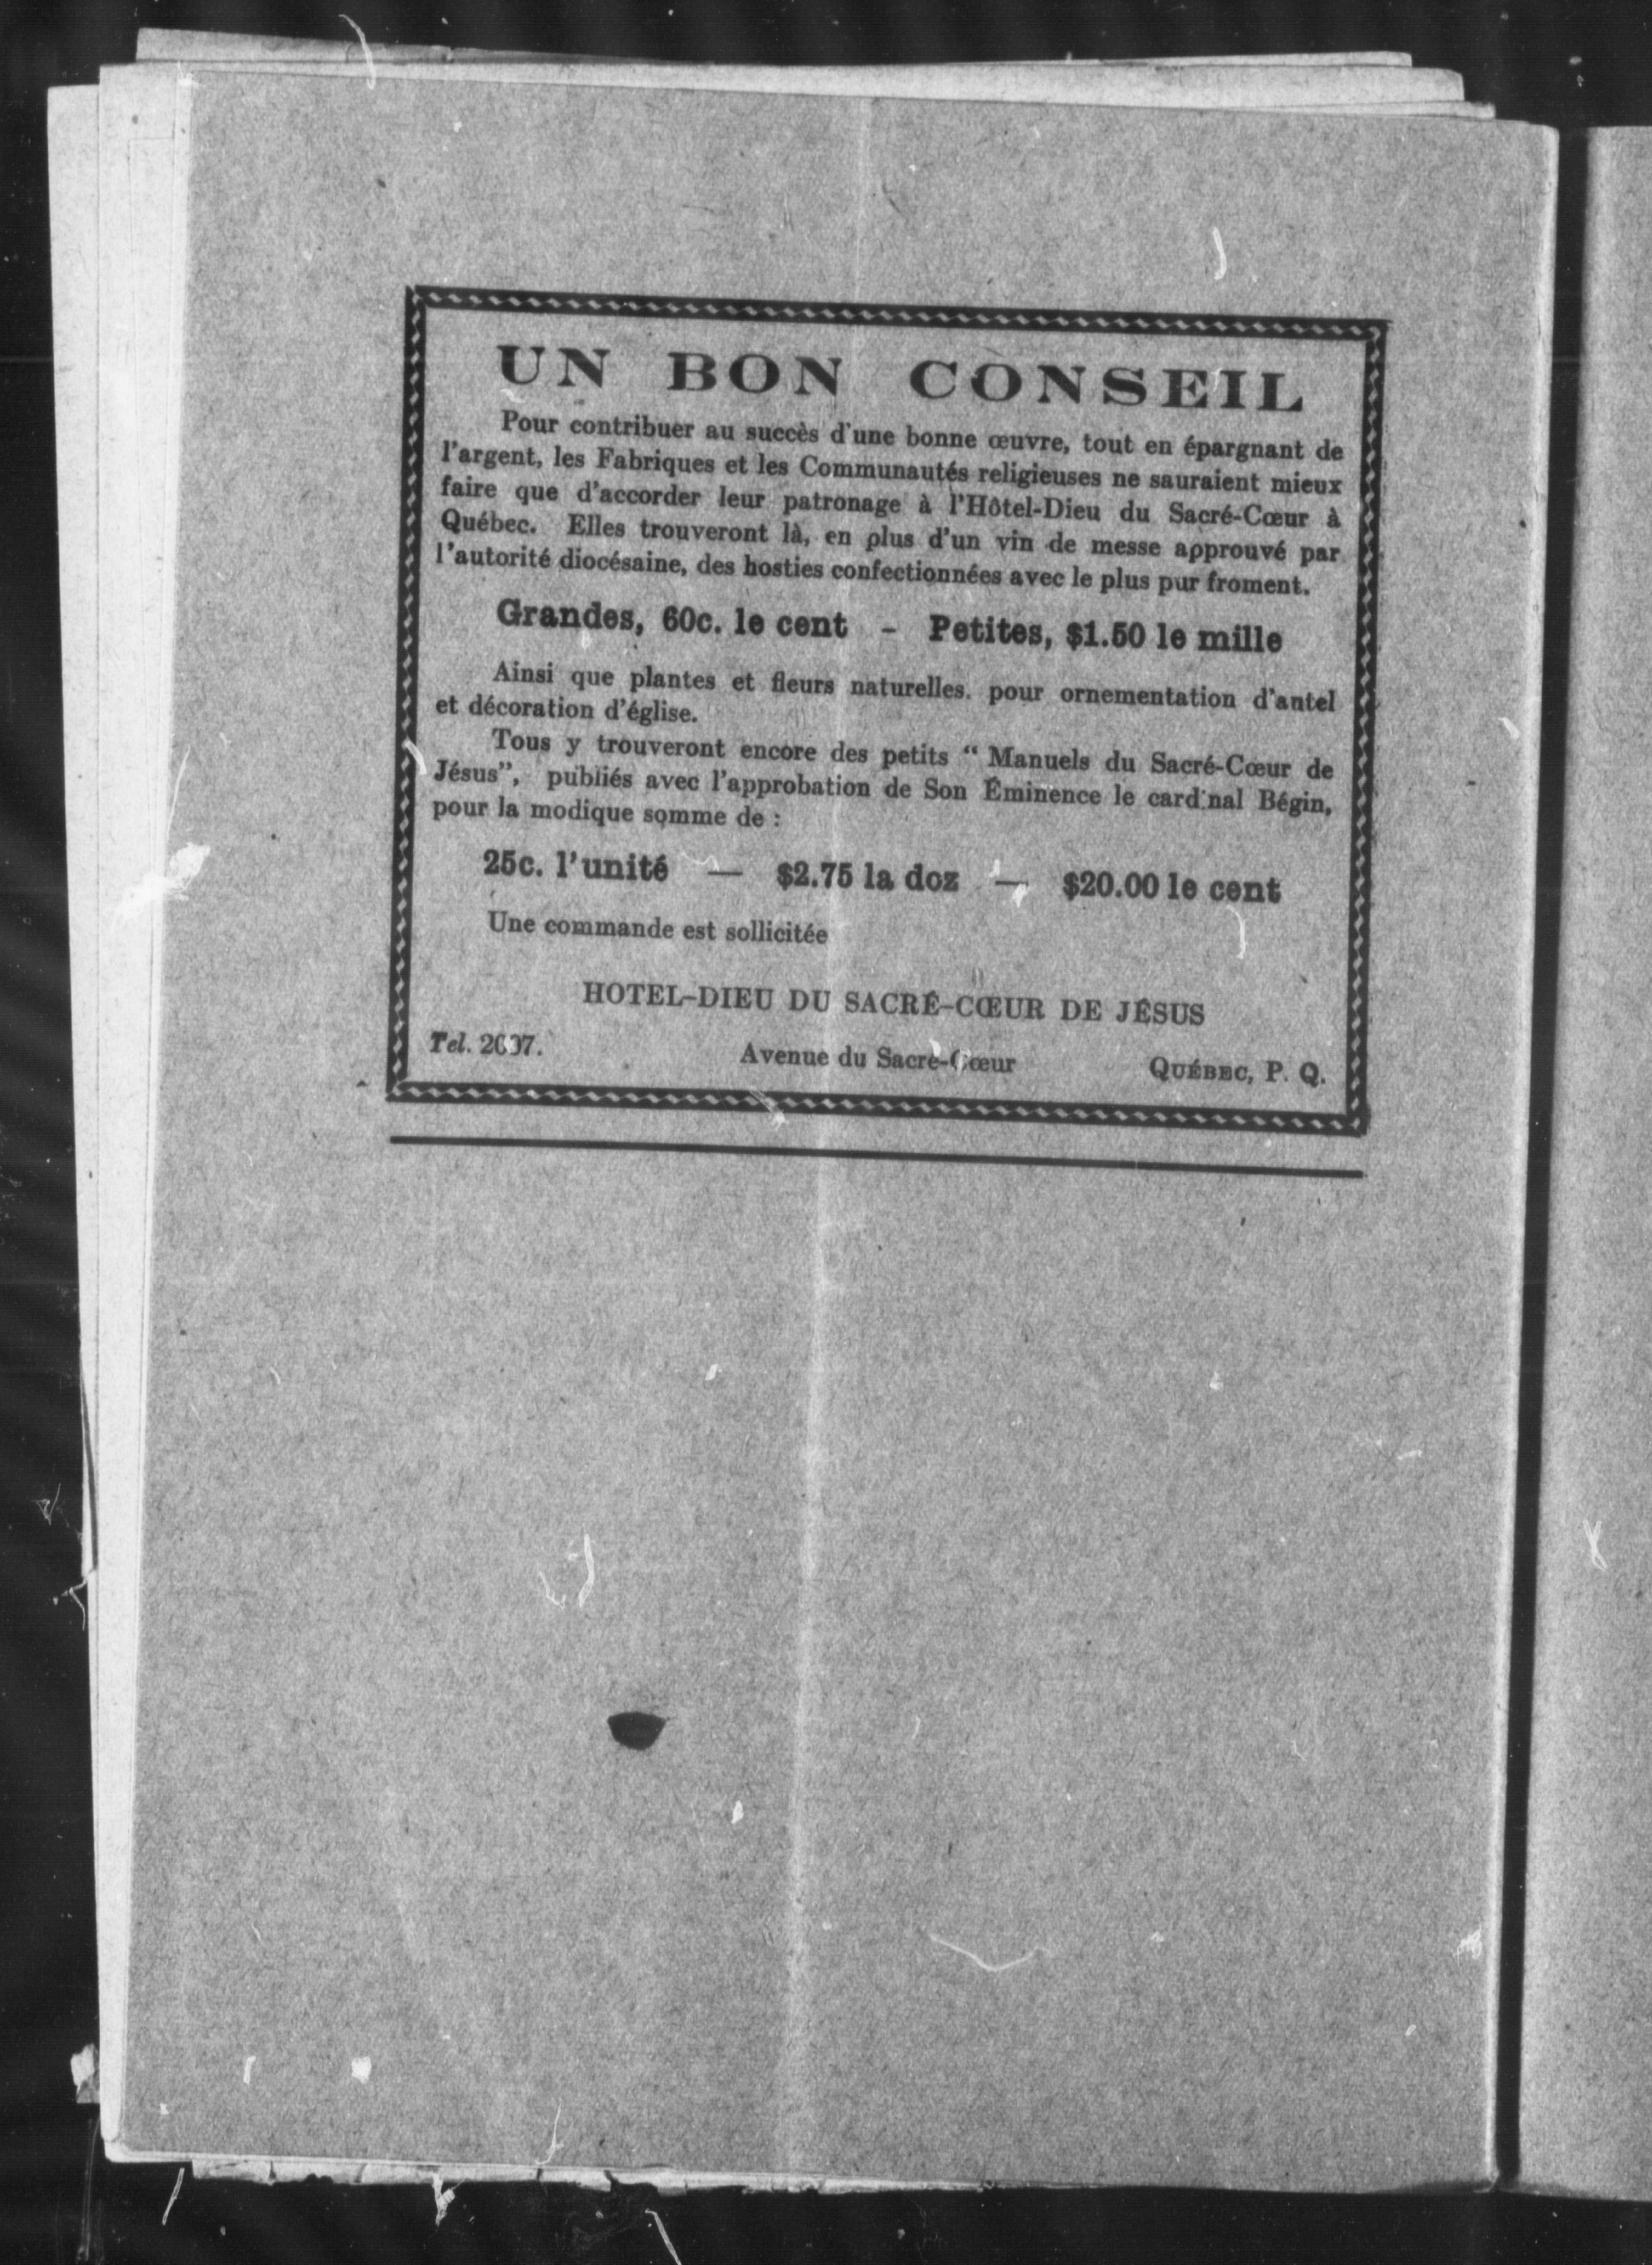 UN BON CONSEIL
Pour contribuer au succès d'une bonne œuvre, tout en épargnant de
l'argent, les Fabriques et les Communautés religieuses ne sauraient mieux
faire que d'accorder leur patronage à l'Hôtel-Dieu du Sacré-Cœur à
Québec. Elles trouveront là, en plus d'un vin de messe approuvé par
l'autorité diocésaine, des hosties confectionnées avec le plus pur froment.
Grandes, 60c. le cent - Petites, $1.50 le mille
Ainsi que plantes et fleurs naturelles. pour ornementation d'antel
et décoration d'église.
Tous y trouveront encore des petits “ Manuels du Sacré-Cœur de
Jésus”, publiés avec l'approbation de Son Éminence le card nal Bégin,
pour la modique somme de :
25c. l'unité — $2.75 la doz — $20.00 le cent
Une commande est sollicitée
HOTEL-DIEU DU SACRÉ-CŒUR DE JÉSUS
Tel. Avenue du Sacré-Cœur QUÉBEC, P. Q.